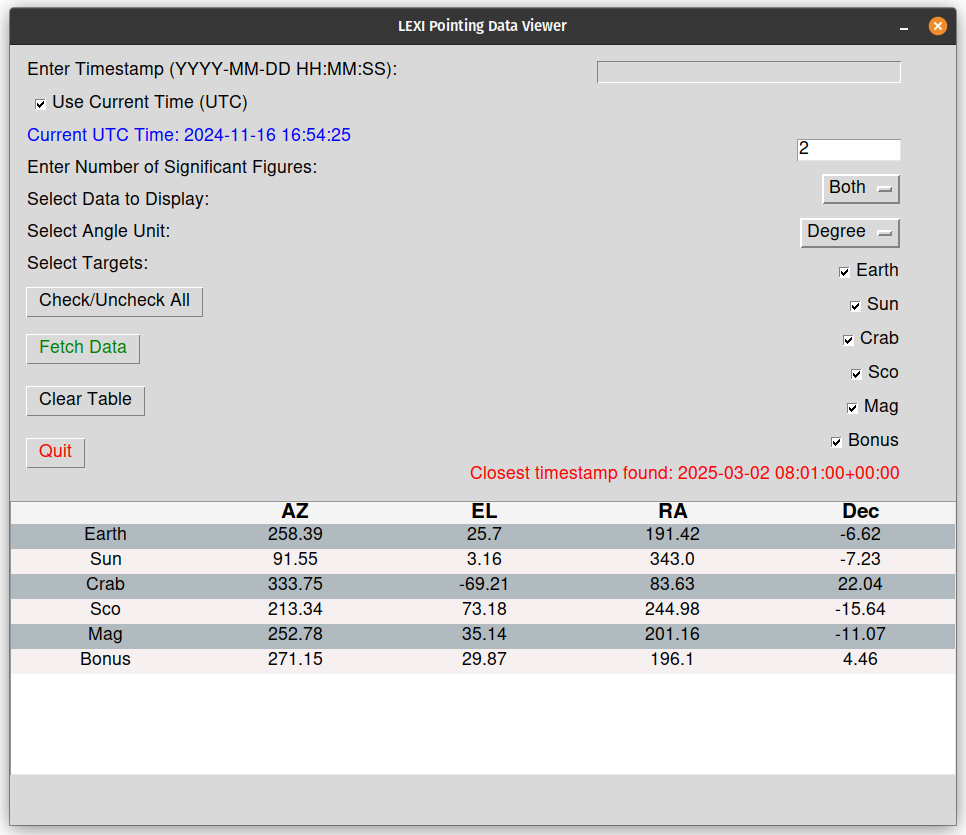 LEXI Pointing Data Viewer
Enter Timestamp (YYYY-MM-DD HH:MM:SS):
Use Current Time (UTC)
Current UTC Time: 2024-11-16 16:54:25
2
Enter Number of Significant Figures:
Both
Select Data to Display:
Select Angle Unit:
Degree
Select Targets:
Earth
Check/Uncheck All
Sun
Crab
Fetch Data
Sco
Clear Table
Mag
Bonus
Quit
Closest timestamp found: 2025-03-02 08:01:00+00:00
AZ EL RA Dec
Earth 258.39 25.7 191.42 -6.62
Sun 91.55 3.16 343.0 -7.23
Crab 333.75 -69.21 83.63 22.04
Sco 213.34 73.18 244.98 -15.64
Mag 252.78 35.14 201.16 -11.07
Bonus 271.15 29.87 196.1 4.46